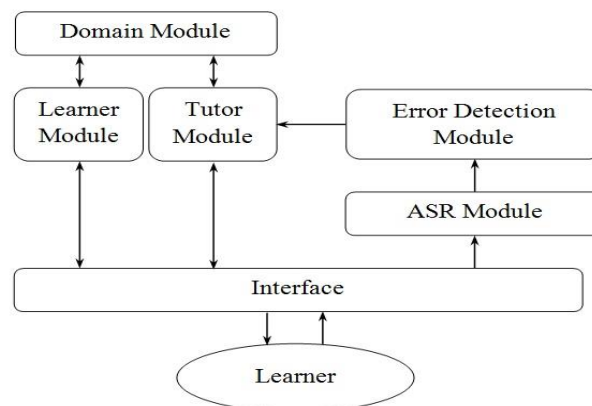 Domain Module
Learner
Module
Tutor
Module
Error Detection
Module
ASR Module
Interface
Learner